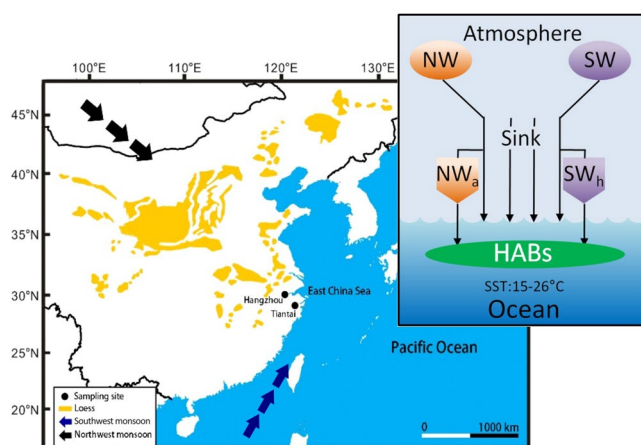 100°E
110°E
120°E
13
45°N
40°N
35°N
30°N
25°N
20°N
Hangzhou
Tiantai
East China Sea
Pacific Ocean
Sampling site
Loess
Southwest monsoon
Northwest monsoon
0 1000 km
Atmosphere
NW SW
Sink
NWa SWh
HABs
SST:15-26°C
Ocean